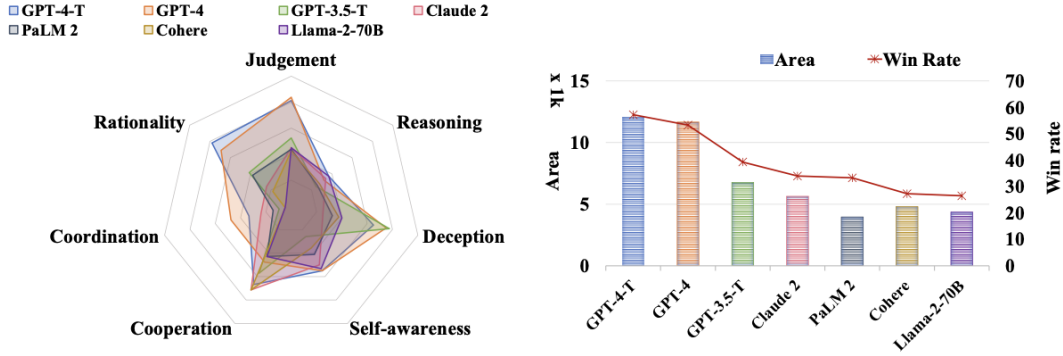 GPT-4-T GPT-4 GPT-3.5-T Claude 2
PaLM 2 Cohere Llama-2-70B
Judgement
Rationality Reasoning
Coordination Deception
Cooperation Self-awareness
Area Win Rate
x 1k
15
10
5
0
Area
70
60
50
40
30
20
10
0
Win rate
GPT-4-T GPT-4 GPT-3.5-T Claude 2 PaLM 2 Cohere Llama-2-70B